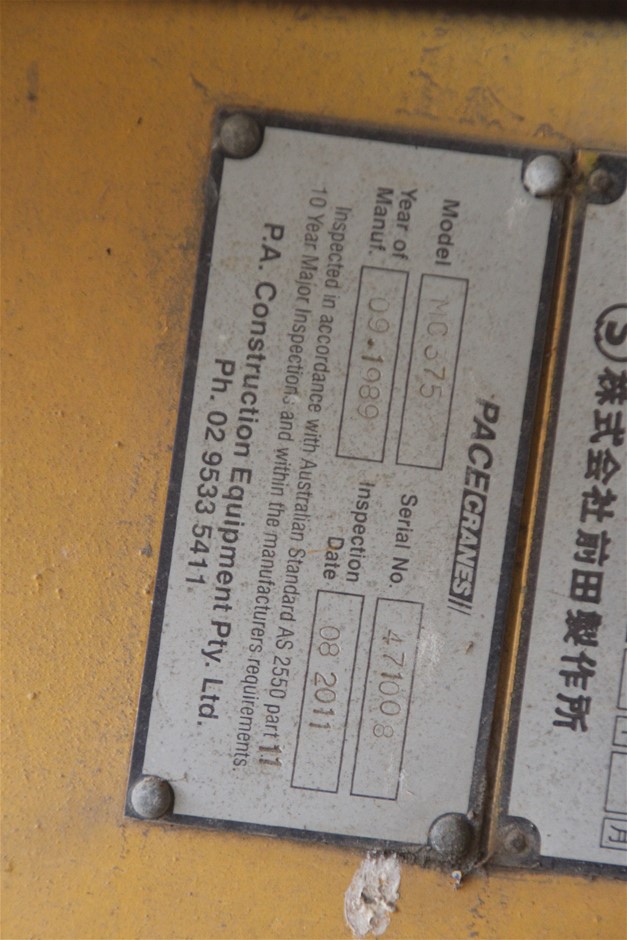 PACECRANES
Model MC375 Serial No. 471008
Year of Manuf. 09.1989 Inspection Date 08 2011
Inspected in accordance with Australian Standard AS 2550 part 11
10 Year Major Inspections and within the manufacturers requirements.
P.A. Construction Equipment Pty. Ltd.
Ph. 02 9533 5411
S 株式会社前田製作所
月